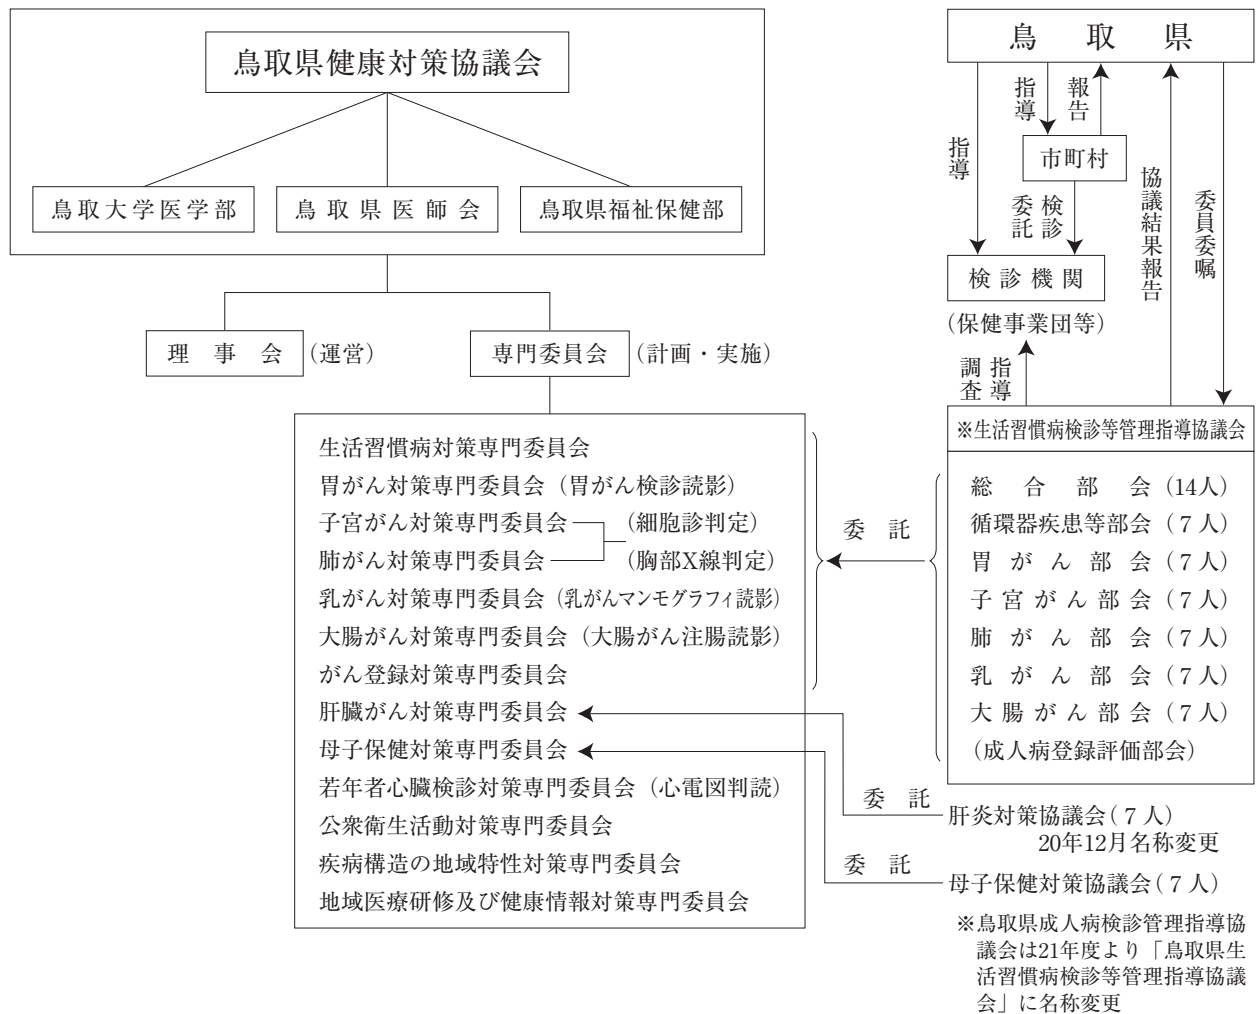 鳥取県健康対策協議会
鳥取大学医学部
鳥取県医師会
鳥取県福祉保健部
理事会
(運営)
専門委員会
(計画・実施)
生活習慣病対策専門委員会
胃がん対策専門委員会（胃がん検診読影）
子宮がん対策専門委員会
(細胞診判定)
肺がん対策専門委員会
(胸部X線判定)
乳がん対策専門委員会（乳がんマンモグラフィ読影）
大腸がん対策専門委員会（大腸がん注腸読影）
がん登録対策専門委員会
肝臓がん対策専門委員会
母子保健対策専門委員会
若年者心臓検診対策専門委員会（心電図判読）
公衆衛生活動対策専門委員会
疾病構造の地域特性対策専門委員会
地域医療研修及び健康情報対策専門委員会
委託
委託
委託
鳥取県
指導
指導
報告
市町村
検診
委託
協議結果報告
委員委嘱
検診機関
(保健事業団等)
指導
調査
※生活習慣病検診等管理指導協議会
総合部会（14人）
循環器疾患等部会（7人）
胃がん部会（7人）
子宮がん部会（7人）
肺がん部会（7人）
乳がん部会（7人）
大腸がん部会（7人）
(成人病登録評価部会)
肝炎対策協議会(7人)
20年12月名称変更
母子保健対策協議会(7人)
※鳥取県成人病検診管理指導協
議会は21年度より「鳥取県生
活習慣病検診等管理指導協議
会」に名称変更